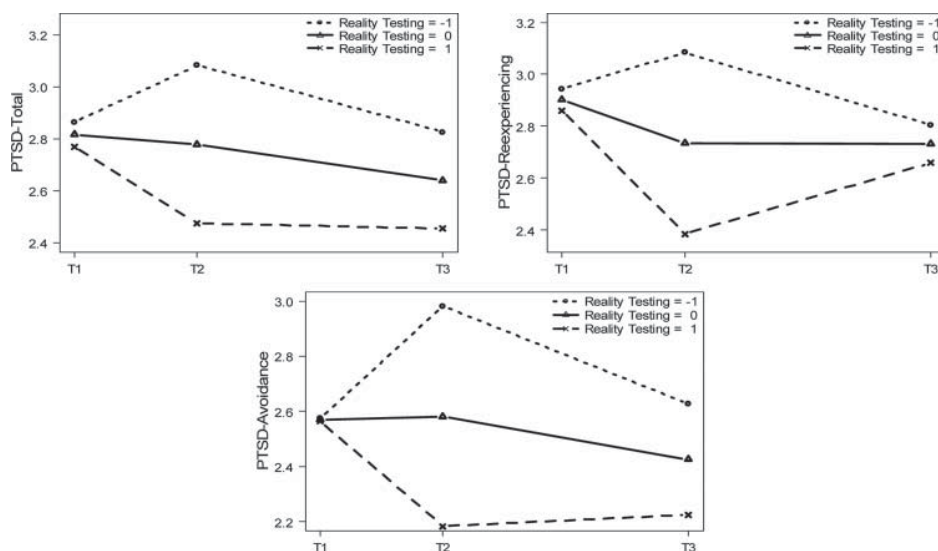 Reality Testing = -1
Reality Testing = 0
Reality Testing = 1
3.2
3.0
2.8
2.6
2.4
PTSD-Total
T1 T2 T3
Reality Testing = -1
Reality Testing = 0
Reality Testing = 1
3.2
3.0
2.8
2.6
2.4
PTSD-Reexperiencing
T1 T2 T3
Reality Testing = -1
Reality Testing = 0
Reality Testing = 1
3.0
2.8
2.6
2.4
2.2
PTSD-Avoidance
T1 T2 T3